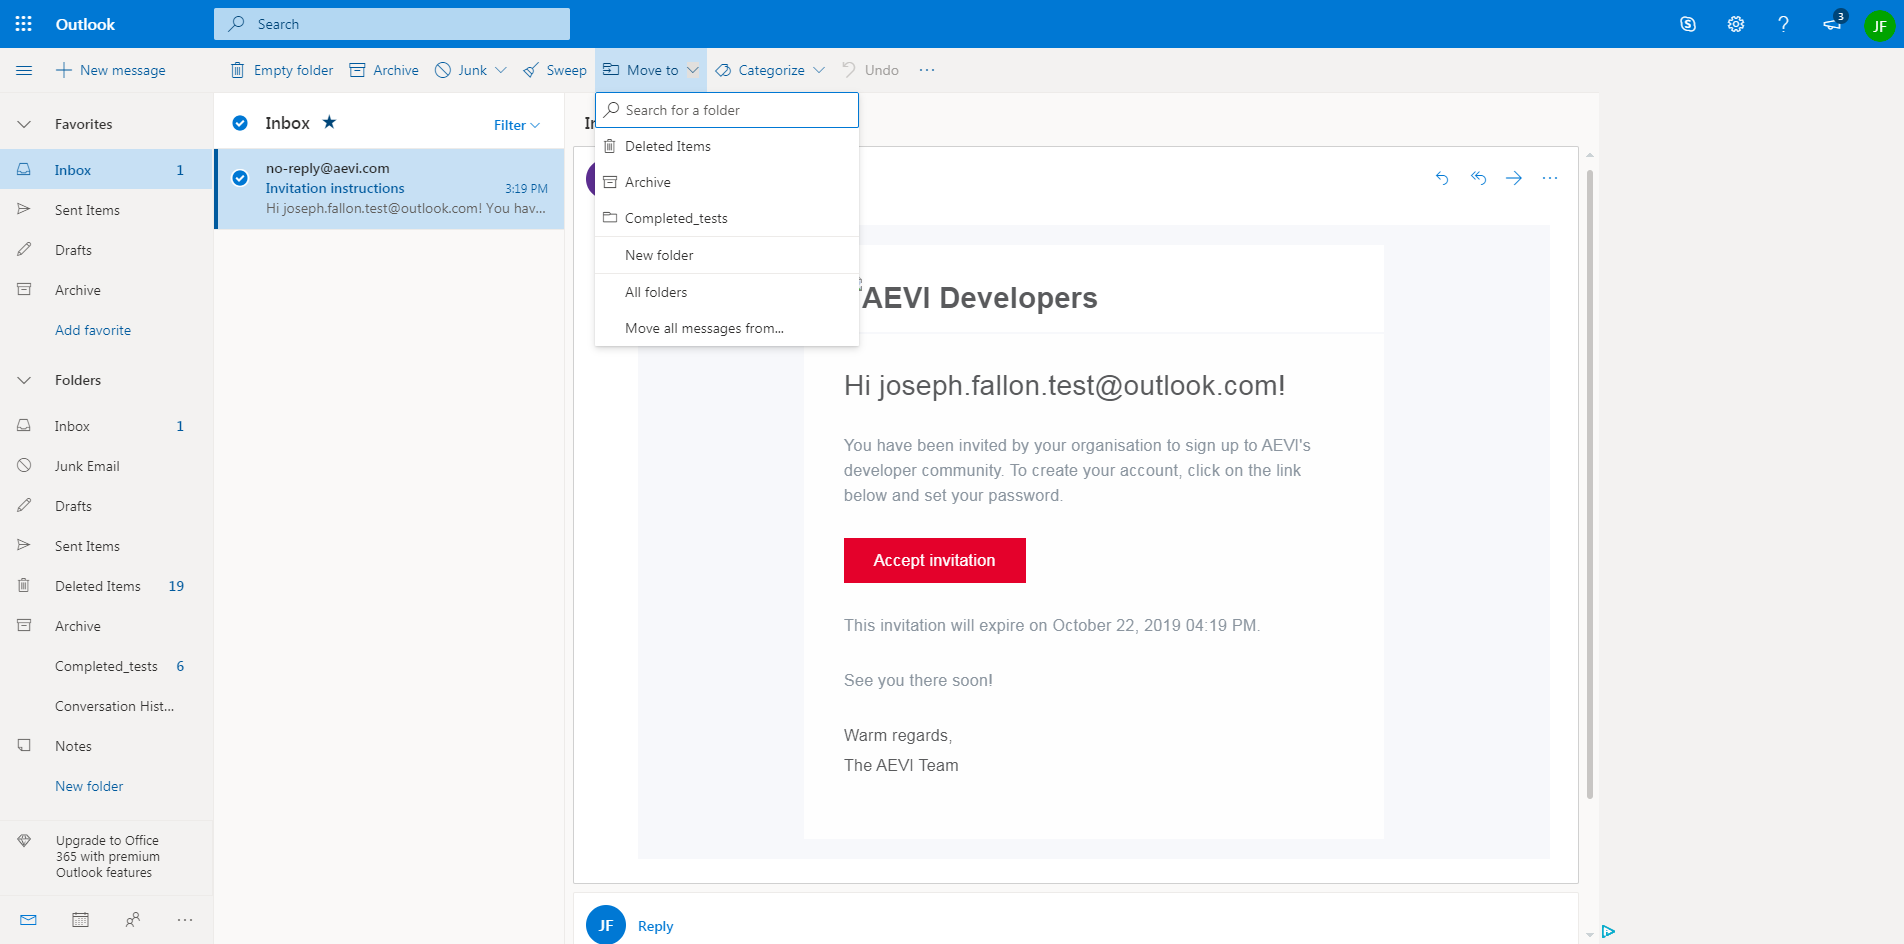 Outlook
Search
3
JF
New message
Empty folder
Archive
Junk
Sweep
Move to
Categorize
Undo
Favorites
Inbox 1
Sent Items
Drafts
Archive
Add favorite
Folders
Inbox 1
Junk Email
Drafts
Sent Items
Deleted Items 19
Archive
Completed_tests 6
Conversation Hist...
Notes
New folder
Upgrade to Office
365 with premium
Outlook features
Inbox
Filter
no-reply@aevi.com
Invitation instructions 3:19 PM
Hi joseph.fallon.test@outlook.com! You hav...
Search for a folder
Deleted Items
Archive
Completed_tests
New folder
All folders
Move all messages from...
AEVI Developers
Hi joseph.fallon.test@outlook.com!
You have been invited by your organisation to sign up to AEVI's
developer community. To create your account, click on the link
below and set your password.
Accept invitation
This invitation will expire on October 22, 2019 04:19 PM.
See you there soon!
Warm regards,
The AEVI Team
JF Reply